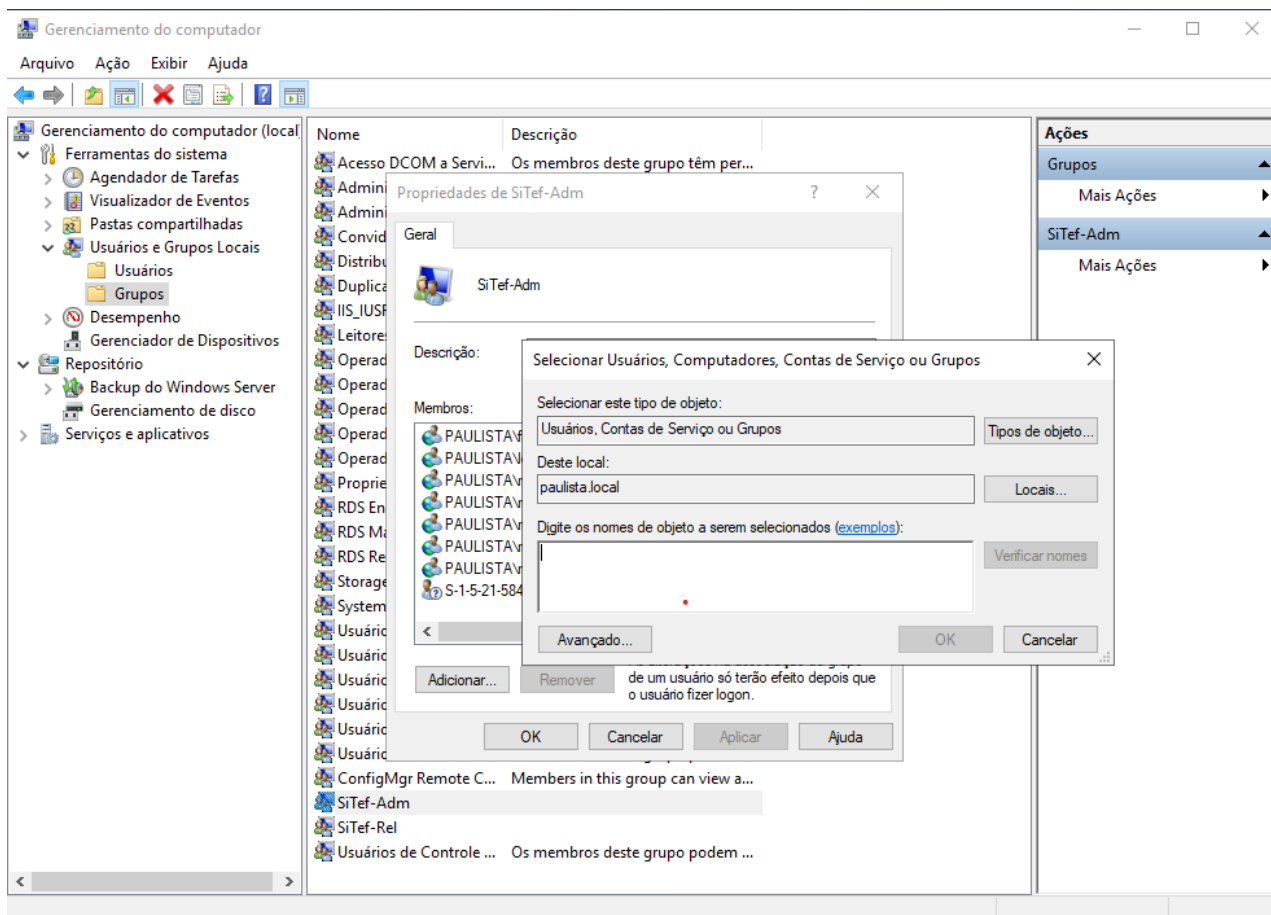 Gerenciamento do computador
Arquivo Ação Exibir Ajuda
Gerenciamento do computador (local
Ferramentas do sistema
Agendador de Tarefas
Visualizador de Eventos
Pastas compartilhadas
Usuários e Grupos Locais
Usuários
Grupos
Desempenho
Gerenciador de Dispositivos
Repositório
Backup do Windows Server
Gerenciamento de disco
Serviços e aplicativos
Nome Descrição
Acesso DCOM a Servi... Os membros deste grupo têm per...
Admini
Admini
Convid
Distribu
Duplica
IIS_IUSF
Leitore
Operad
Operad
Operad
Operad
Operad
Proprie
RDS En
RDS Ma
RDS Re
Storage
System
Usuáric
Usuáric
Usuáric
Usuáric
Usuáric
Usuáric
ConfigMgr Remote C... Members in this group can view a...
SiTef-Adm
SiTef-Rel
Usuários de Controle ... Os membros deste grupo podem ...
Propriedades de SiTef-Adm ?
Geral
SiTef-Adm
Descrição:
Membros:
PAULISTA\
PAULISTA\
PAULISTA\
PAULISTA\
PAULISTA\
PAULISTA\
PAULISTA\
S-1-5-21-584
Adicionar... Remover
de um usuário só terão efeito depois que
o usuário fizer logon.
OK Cancelar Aplicar Ajuda
Selecionar Usuários, Computadores, Contas de Serviço ou Grupos
Selecionar este tipo de objeto:
Usuários, Contas de Serviço ou Grupos Tipos de objeto...
Deste local:
paulista.local Locais...
Digite os nomes de objeto a serem selecionados (exemplos):
Verificar nomes
Avançado... OK Cancelar
Ações
Grupos
Mais Ações
SiTef-Adm
Mais Ações